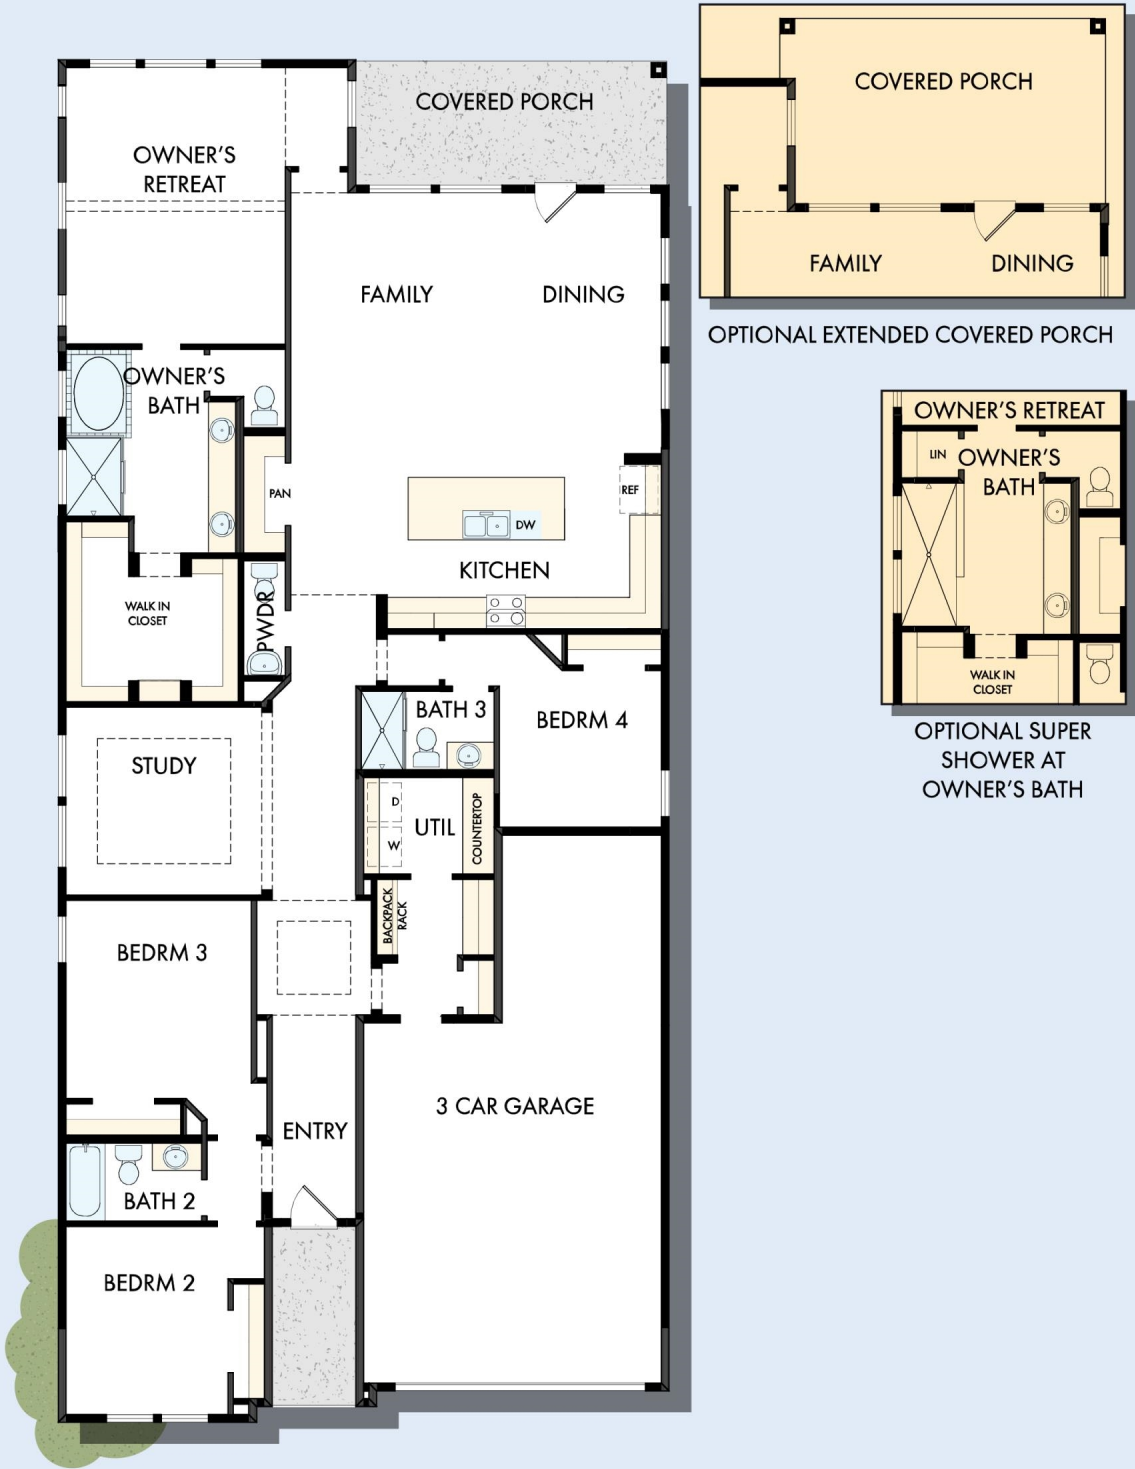 COVERED PORCH
OWNER'S
RETREAT
FAMILY
DINING
OWNER'S
BATH
PAN
REF
DW
KITCHEN
WALK IN
CLOSET
PWDR
BATH 3
BEDRM 4
STUDY
D
W
UTIL
COUNTERTOP
BACKPACK
RACK
BEDRM 3
3 CAR GARAGE
ENTRY
BATH 2
BEDRM 2
COVERED PORCH
FAMILY
DINING
OPTIONAL EXTENDED COVERED PORCH
OWNER'S RETREAT
LIN
OWNER'S
BATH
WALK IN
CLOSET
OPTIONAL SUPER
SHOWER AT
OWNER'S BATH